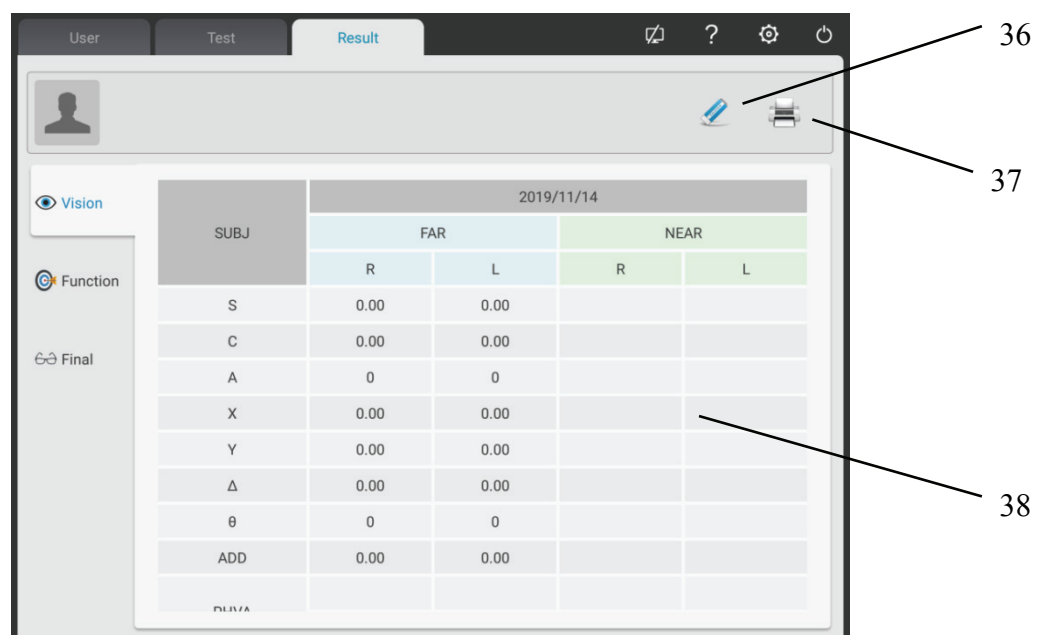 User Test Result ?
36
37
Vision
Function
Final
SUBJ 2019/11/14
FAR NEAR
R L R L
S 0.00 0.00
C 0.00 0.00
A 0 0
X 0.00 0.00
Y 0.00 0.00
Δ 0.00 0.00
θ 0 0
ADD 0.00 0.00
38